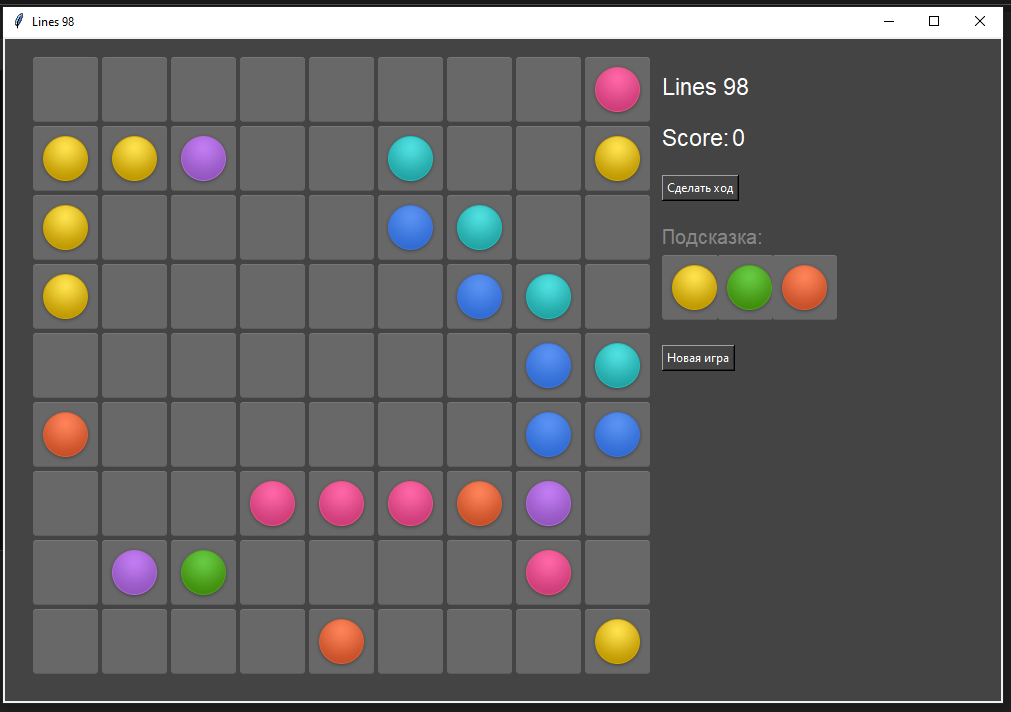 Lines 98
Lines 98
Score: 0
Сделать ход
Подсказка:
Новая игра